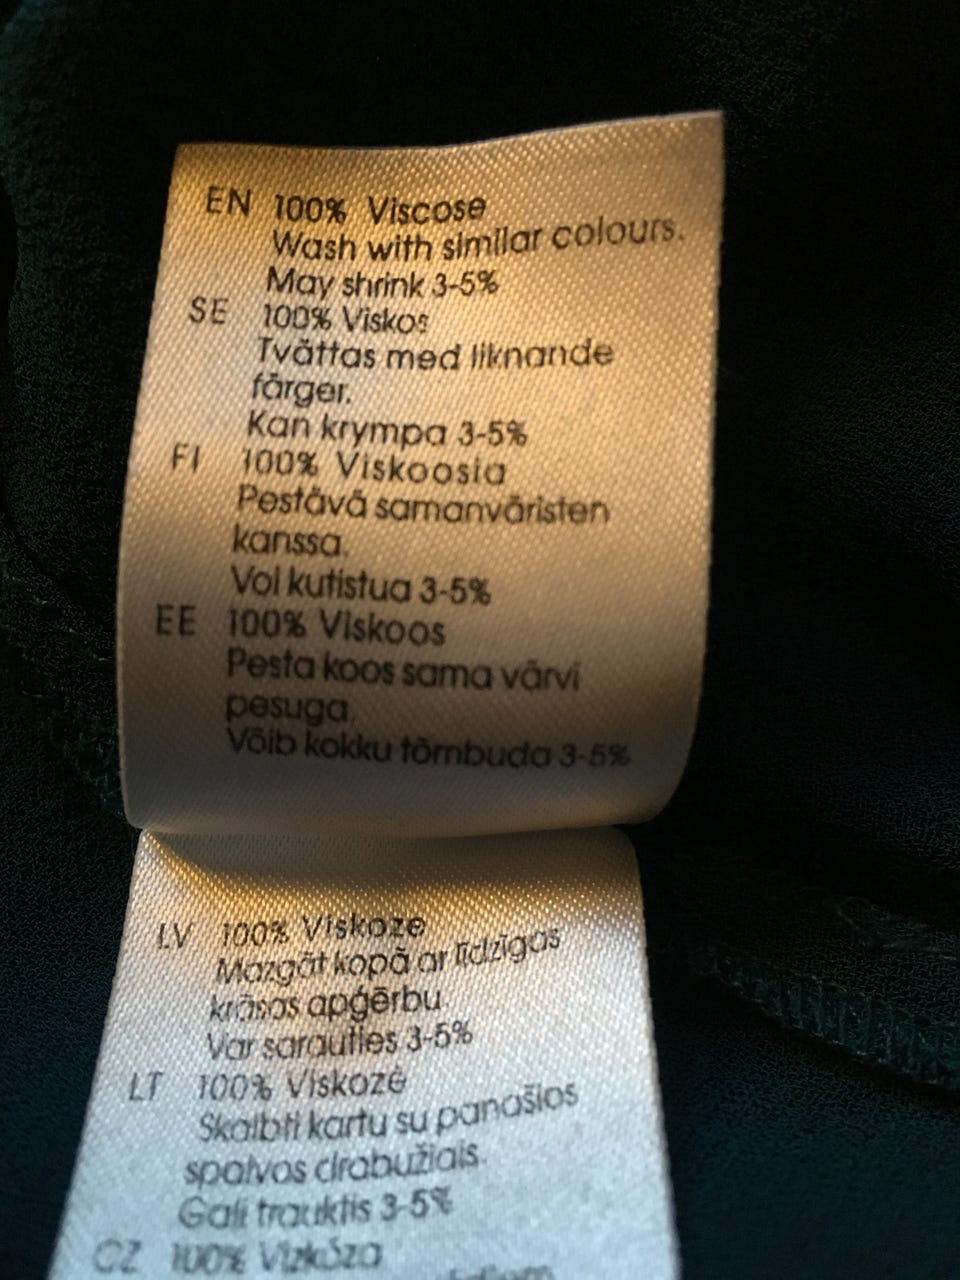 EN 100% Viscose
Wash with similar colours.
May shrink 3-5%
SE 100% Viskos
Tvättas med liknande
färger.
Kan krympa 3-5%
FI 100% Viskoosia
Pestävä samanväristen
kanssa.
Voi kutistua 3-5%
EE 100% Viskoos
Pesta koos sama värvi
pesuga.
Võib kokku tõmbuda 3-5%
LV 100% Viskoze
Mazgāt kopā ar līdzīgas
krāsas apģērbu.
Var sarauties 3-5%
LT 100% Viskozė
Skalbti kartu su panašios
spalvos drabužiais.
Gali trauktis 3-5%
CZ 100% Vizkóza